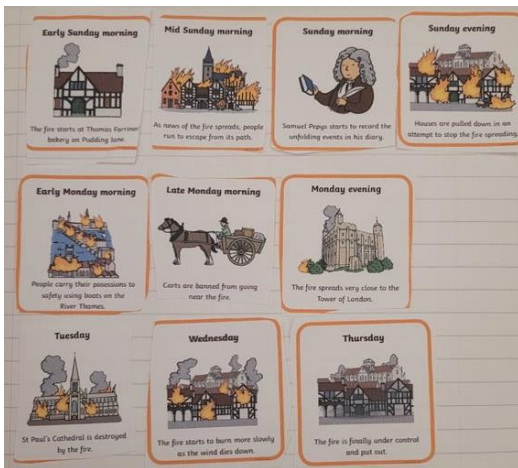 Early Sunday morning
The fire starts at Thomas Farriner
bakery on Pudding lane.
Mid Sunday morning
As news of the fire spreads, people
run to escape from its path.
Sunday morning
Samuel Pepys starts to record the
unfolding events in his diary.
Sunday evening
Houses are pulled down in an
attempt to stop the fire spreading.
Early Monday morning
People carry their posessions to
safety using boats on the
River Thames.
Late Monday morning
Carts are banned from going
near the fire.
Monday evening
The fire spreads very close to the
Tower of London.
Tuesday
St Paul's Cathedral is destroyed
by the fire.
Wednesday
The fire starts to burn more slowly
as the wind dies down.
Thursday
The fire is finally under control
and put out.